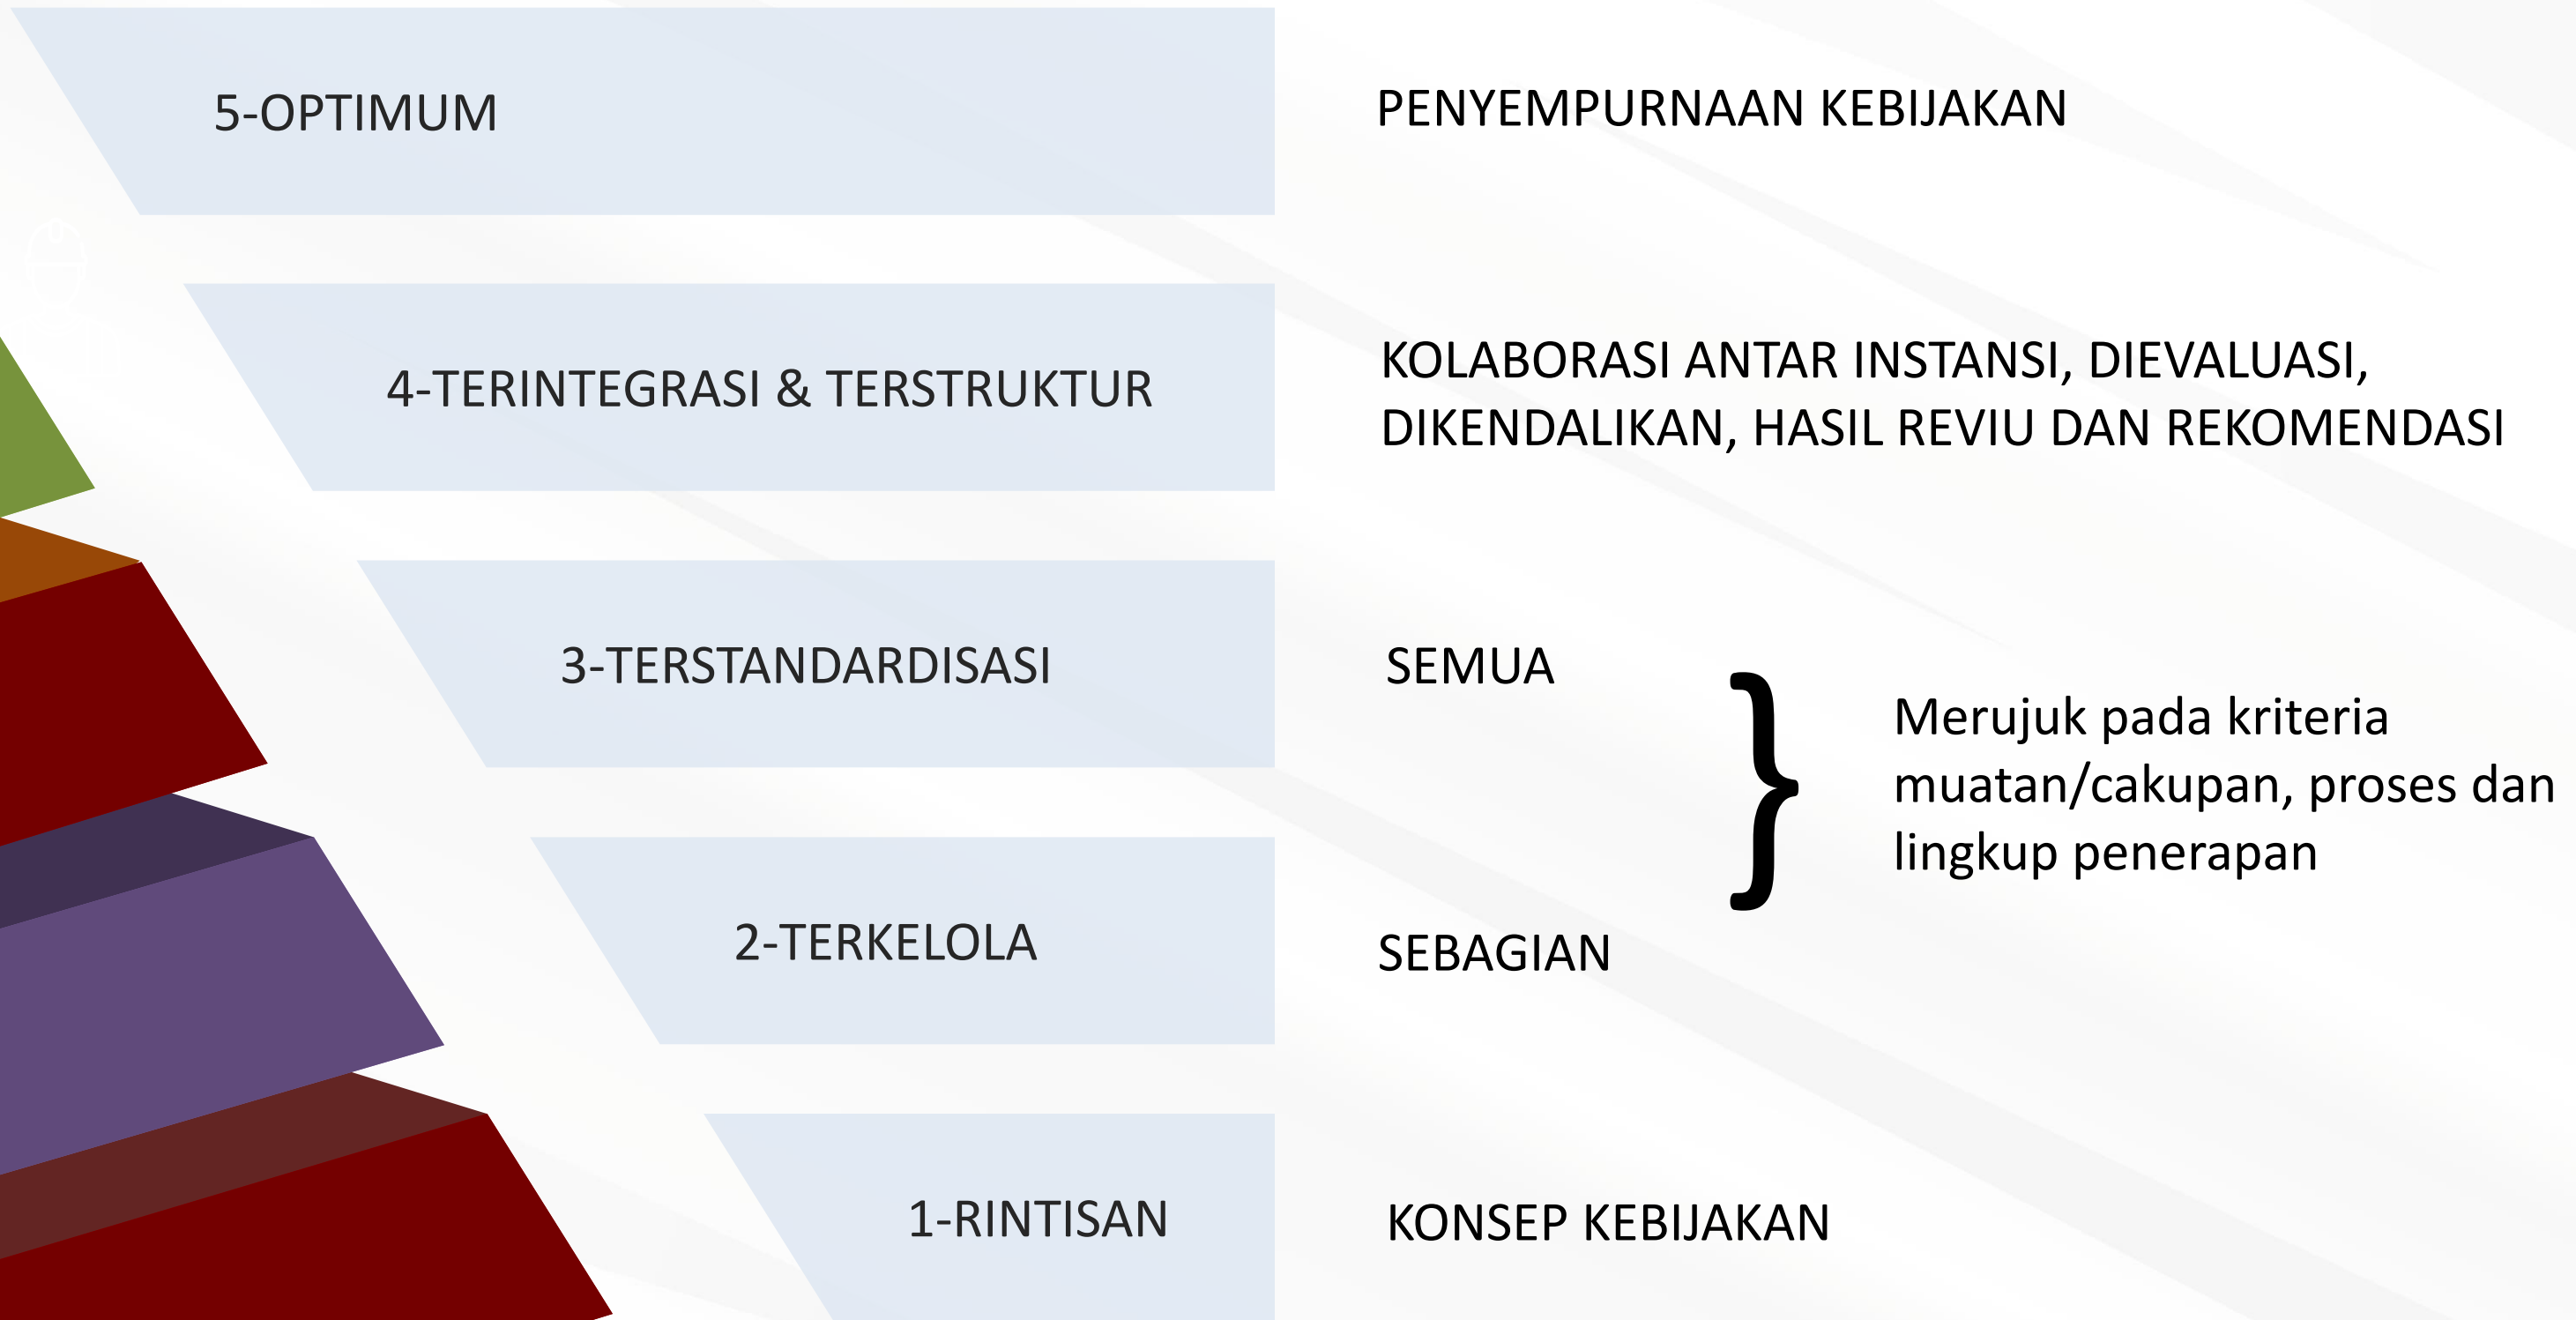 5-OPTIMUM
PENYEMPURNAAN KEBIJAKAN
4-TERINTEGRASI & TERSTRUKTUR
KOLABORASI ANTAR INSTANSI, DIEVALUASI,
DIKENDALIKAN, HASIL REVIU DAN REKOMENDASI
3-TERSTANDARDISASI
SEMUA
}
Merujuk pada kriteria
muatan/cakupan, proses dan
lingkup penerapan
2-TERKELOLA
SEBAGIAN
1-RINTISAN
KONSEP KEBIJAKAN